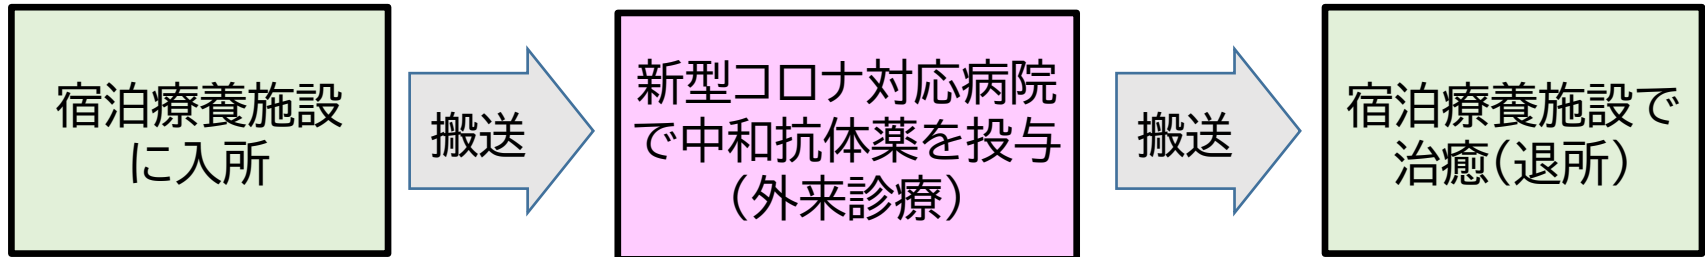 宿泊療養施設
に入所
搬送
新型コロナ対応病院
で中和抗体薬を投与
（外来診療）
搬送
宿泊療養施設で
治癒（退所）